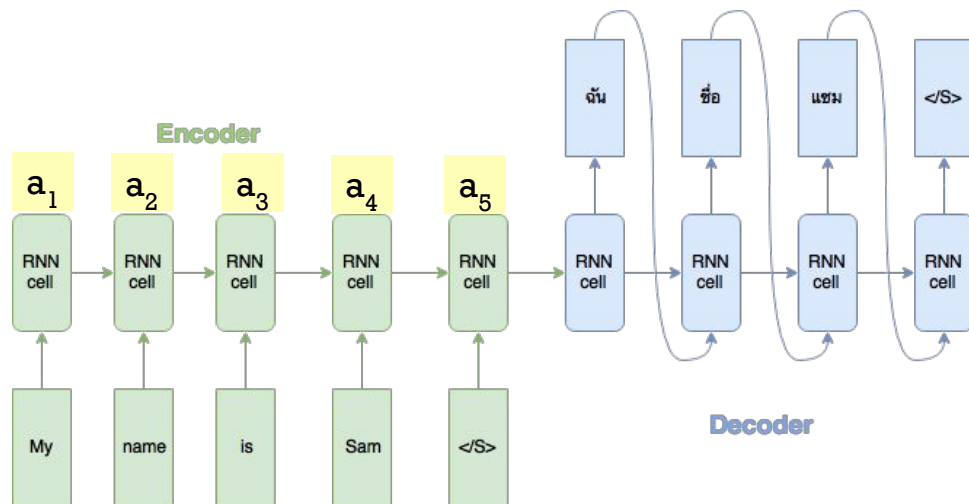 ฉัน ชื่อ แซม </S>
Encoder
a1 a2 a3 a4 a5
RNN cell RNN cell RNN cell RNN cell RNN cell RNN cell RNN cell RNN cell RNN cell
My name is Sam </S>
Decoder